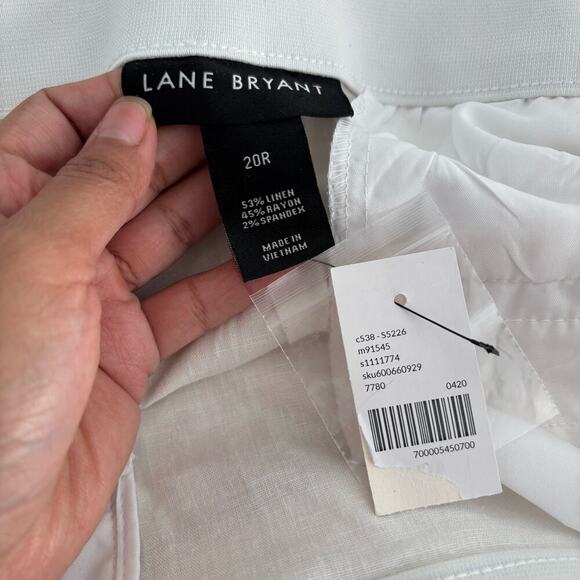 LANE BRYANT
20R
53% LINEN
45% RAYON
2% SPANDEX
MADE IN
VIETNAM
c538 - S5226
m91545
s1111774
sku600660929
7780 0420
700005450700